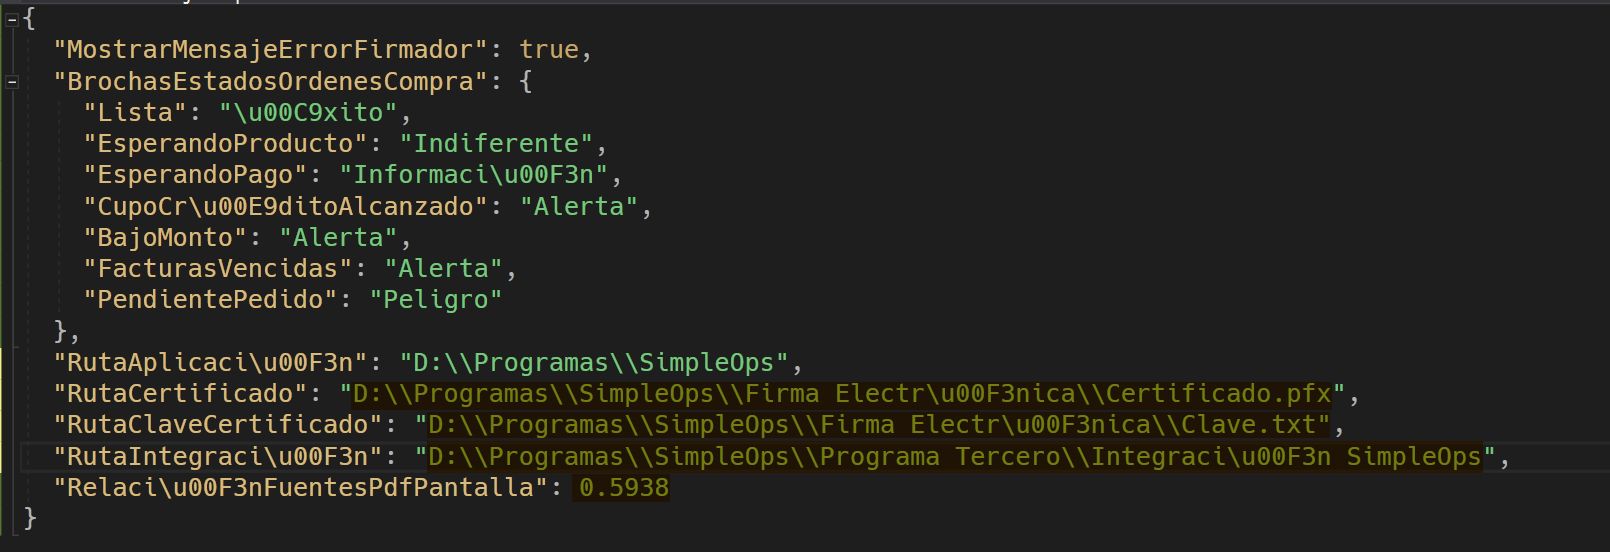 {
"MostrarMensajeErrorFirmador": true,
"BrochasEstadosOrdenesCompra": {
"Lista": "\u00C9xito",
"EsperandoProducto": "Indiferente",
"EsperandoPago": "Informaci\u00F3n",
"CupoCr\u00E9ditoAlcanzado": "Alerta",
"BajoMonto": "Alerta",
"FacturasVencidas": "Alerta",
"PendientePedido": "Peligro"
},
"RutaAplicaci\u00F3n": "D:\\Programas\\SimpleOps",
"RutaCertificado": "D:\\Programas\\SimpleOps\\Firma Electr\u00F3nica\\Certificado.pfx",
"RutaClaveCertificado": "D:\\Programas\\SimpleOps\\Firma Electr\u00F3nica\\Clave.txt",
"RutaIntegraci\u00F3n": "D:\\Programas\\SimpleOps\\Programa Tercero\\Integraci\u00F3n SimpleOps",
"Relaci\u00F3nFuentesPdfPantalla": 0.5938
}